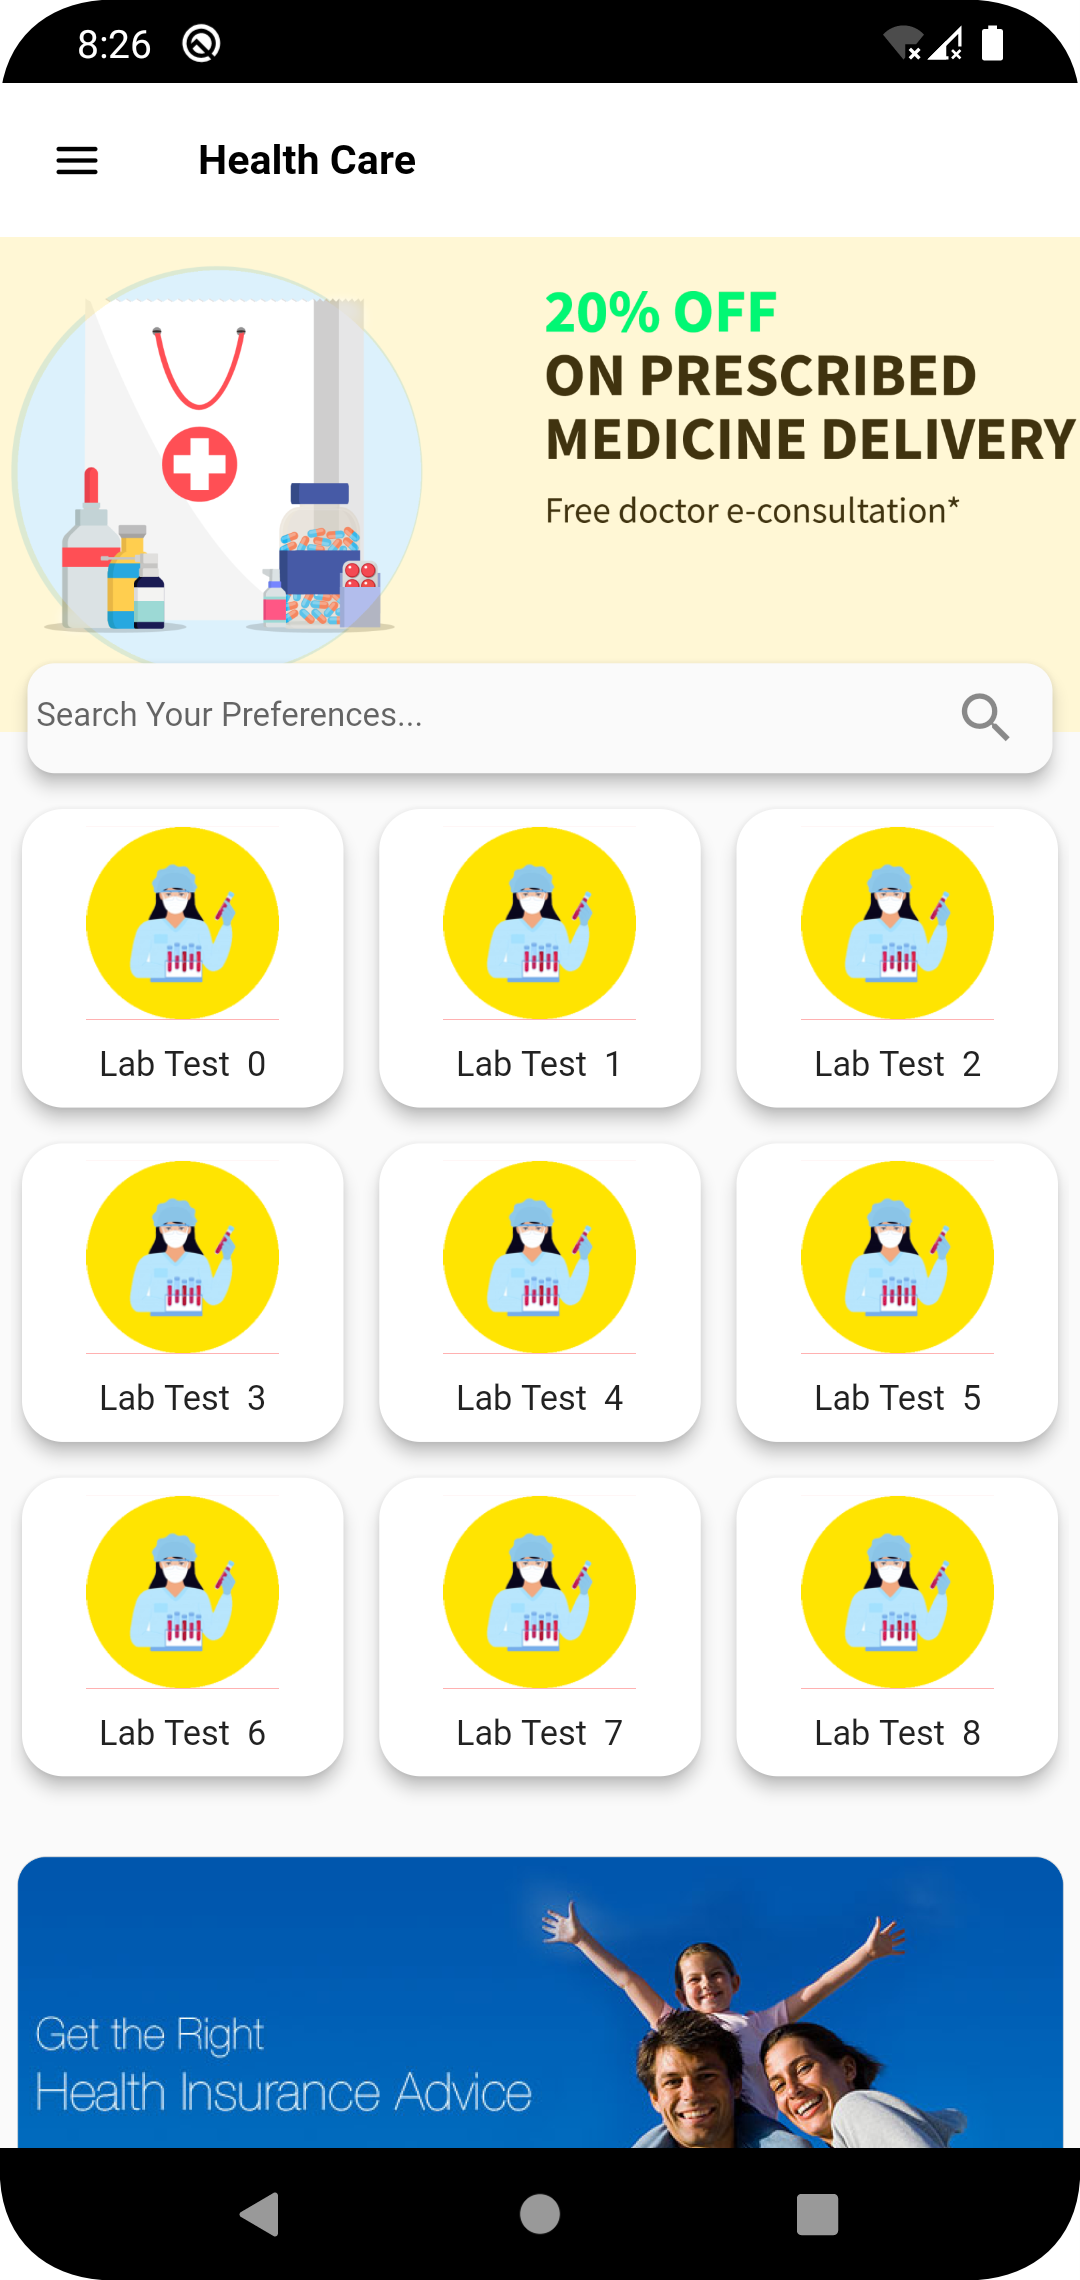 8:26
Health Care
20% OFF
ON PRESCRIBED
MEDICINE DELIVERY
Free doctor e-consultation*
Search Your Preferences...
Lab Test 0
Lab Test 1
Lab Test 2
Lab Test 3
Lab Test 4
Lab Test 5
Lab Test 6
Lab Test 7
Lab Test 8
Get the Right
Health Insurance Advice